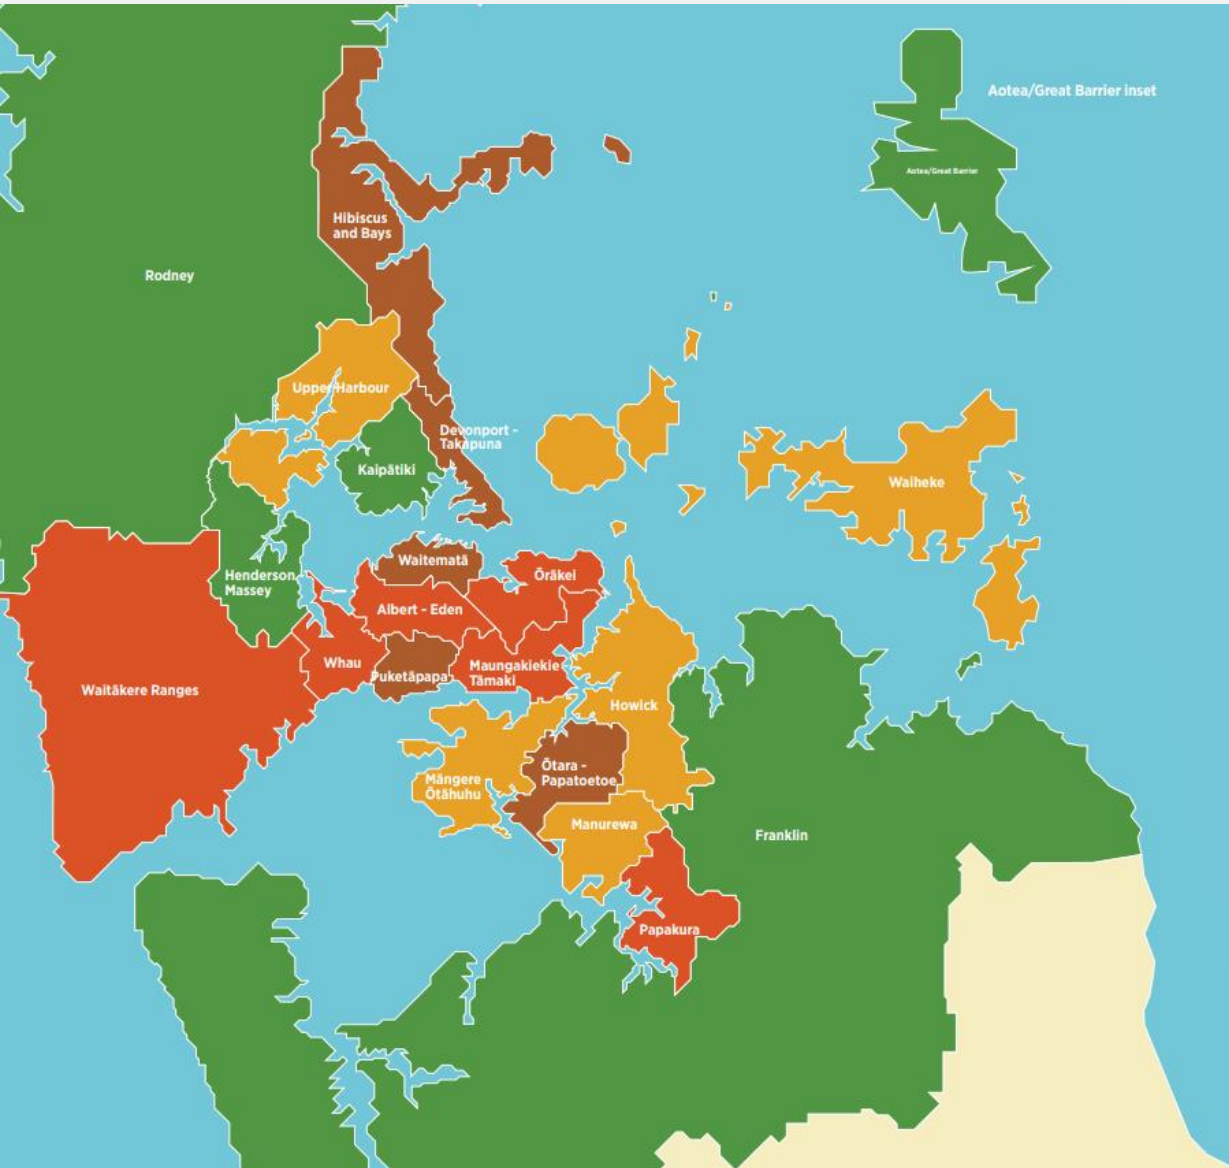 Aotea/Great Barrier inset
Aotea/Great Barrier
Hibiscus
and Bays
Rodney
Upper Harbour
Devonport -
Takapuna
Kaipātiki
Waiheke
Waitematā
Ōrākei
Henderson
Massey
Albert - Eden
Whau
Puketāpapa
Maungakiekie
Tāmaki
Waitākere Ranges
Howick
Ōtara -
Papatoetoe
Māngere
Ōtāhuhu
Manurewa
Franklin
Papakura